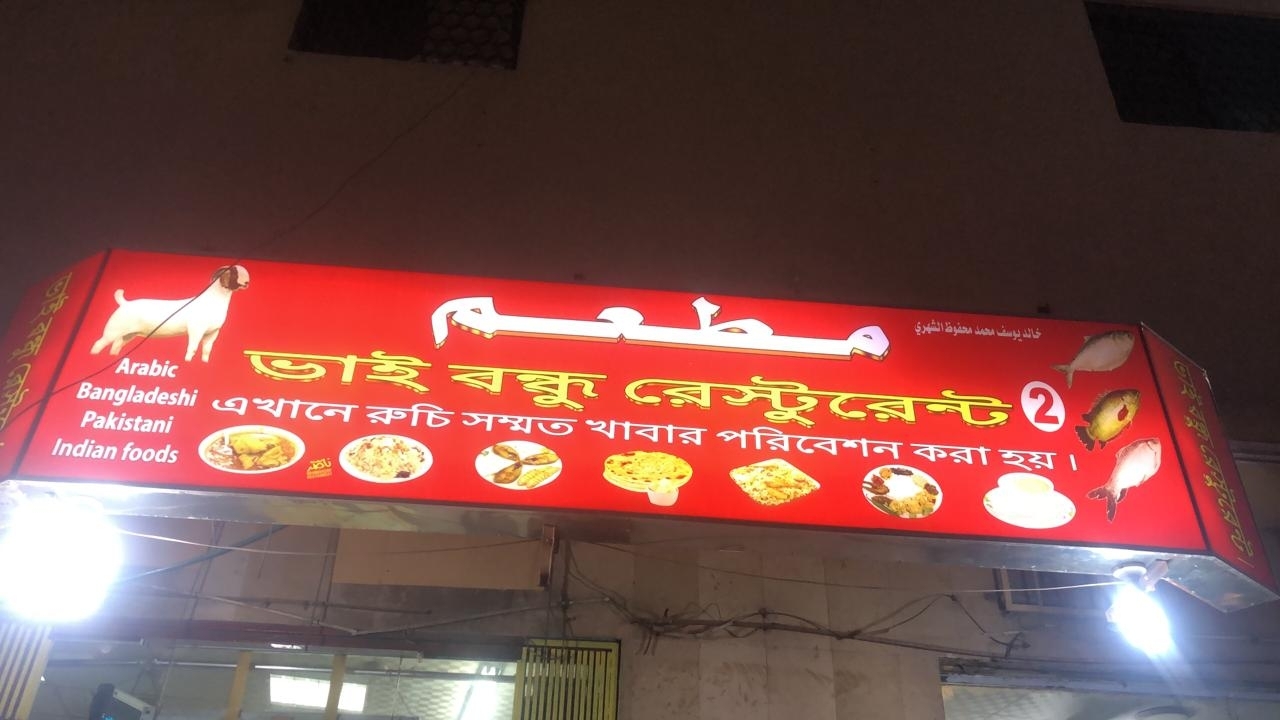 مطعم
خالد يوسف محمد محفوظ الشهري
ভাই বন্ধু রেস্টুরেন্ট 2
এখানে রুচি সম্মত খাবার পরিবেশন করা হয়।
Arabic
Bangladeshi
Pakistani
Indian foods
ভাই বন্ধু রেস্টুরেন্ট